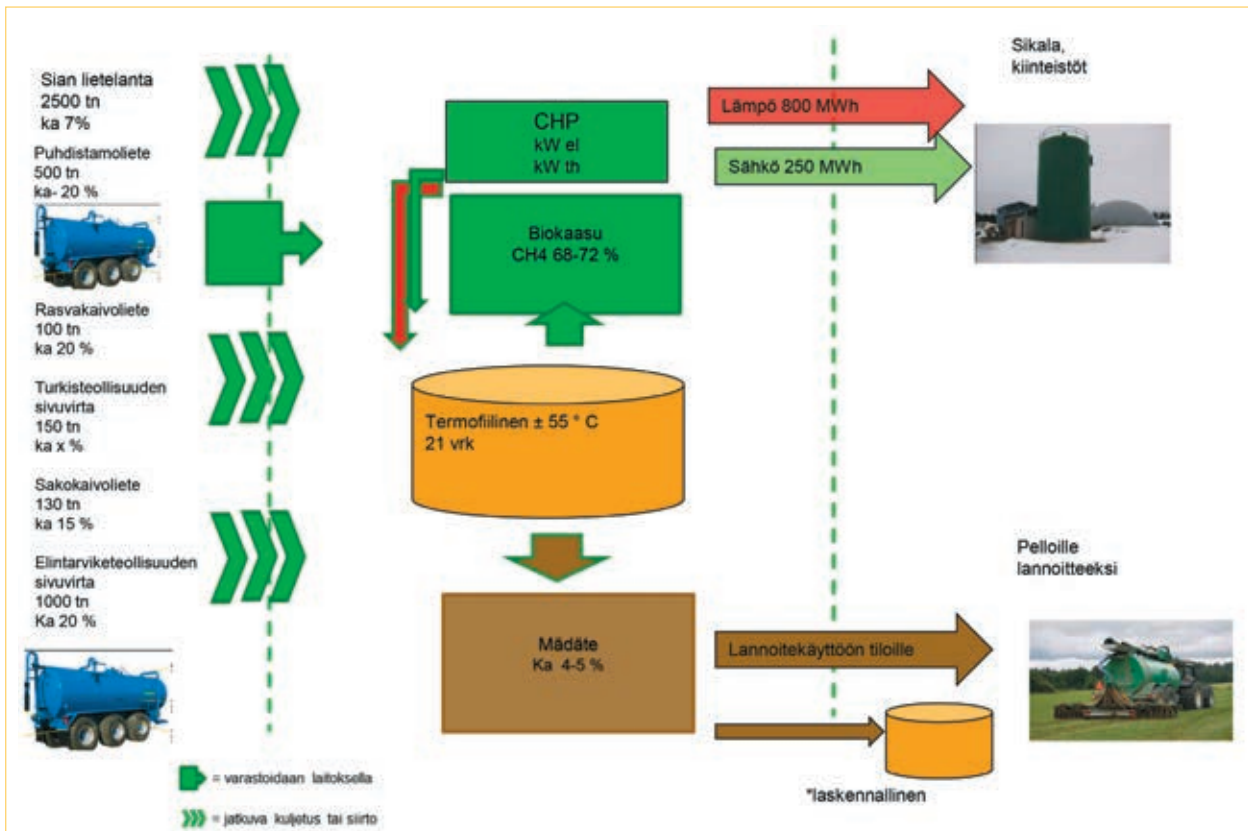 Sian lietelanta
2500 tn
ka 7%
Puhdistamoliete
500 tn
ka- 20 %
Rasvakaivoliete
100 tn
ka 20 %
Turkisteollisuuden
sivuvirta
150 tn
ka x %
Sakokaivoliete
130 tn
ka 15 %
Elintarviketeollisuuden
sivuvirta
1000 tn
Ka 20 %
CHP
kW el
kW th
Biokaasu
CH4 68-72 %
Termofiilinen ± 55 ° C
21 vrk
Mädäte
Ka 4-5 %
Lämpö 800 MWh
Sähkö 250 MWh
Sikala,
kiinteistöt
Pelloille
lannoitteeksi
Lannoitekäyttöön tiloille
*laskennallinen
= varastoidaan laitoksella
= jatkuva kuljetus tai siirto